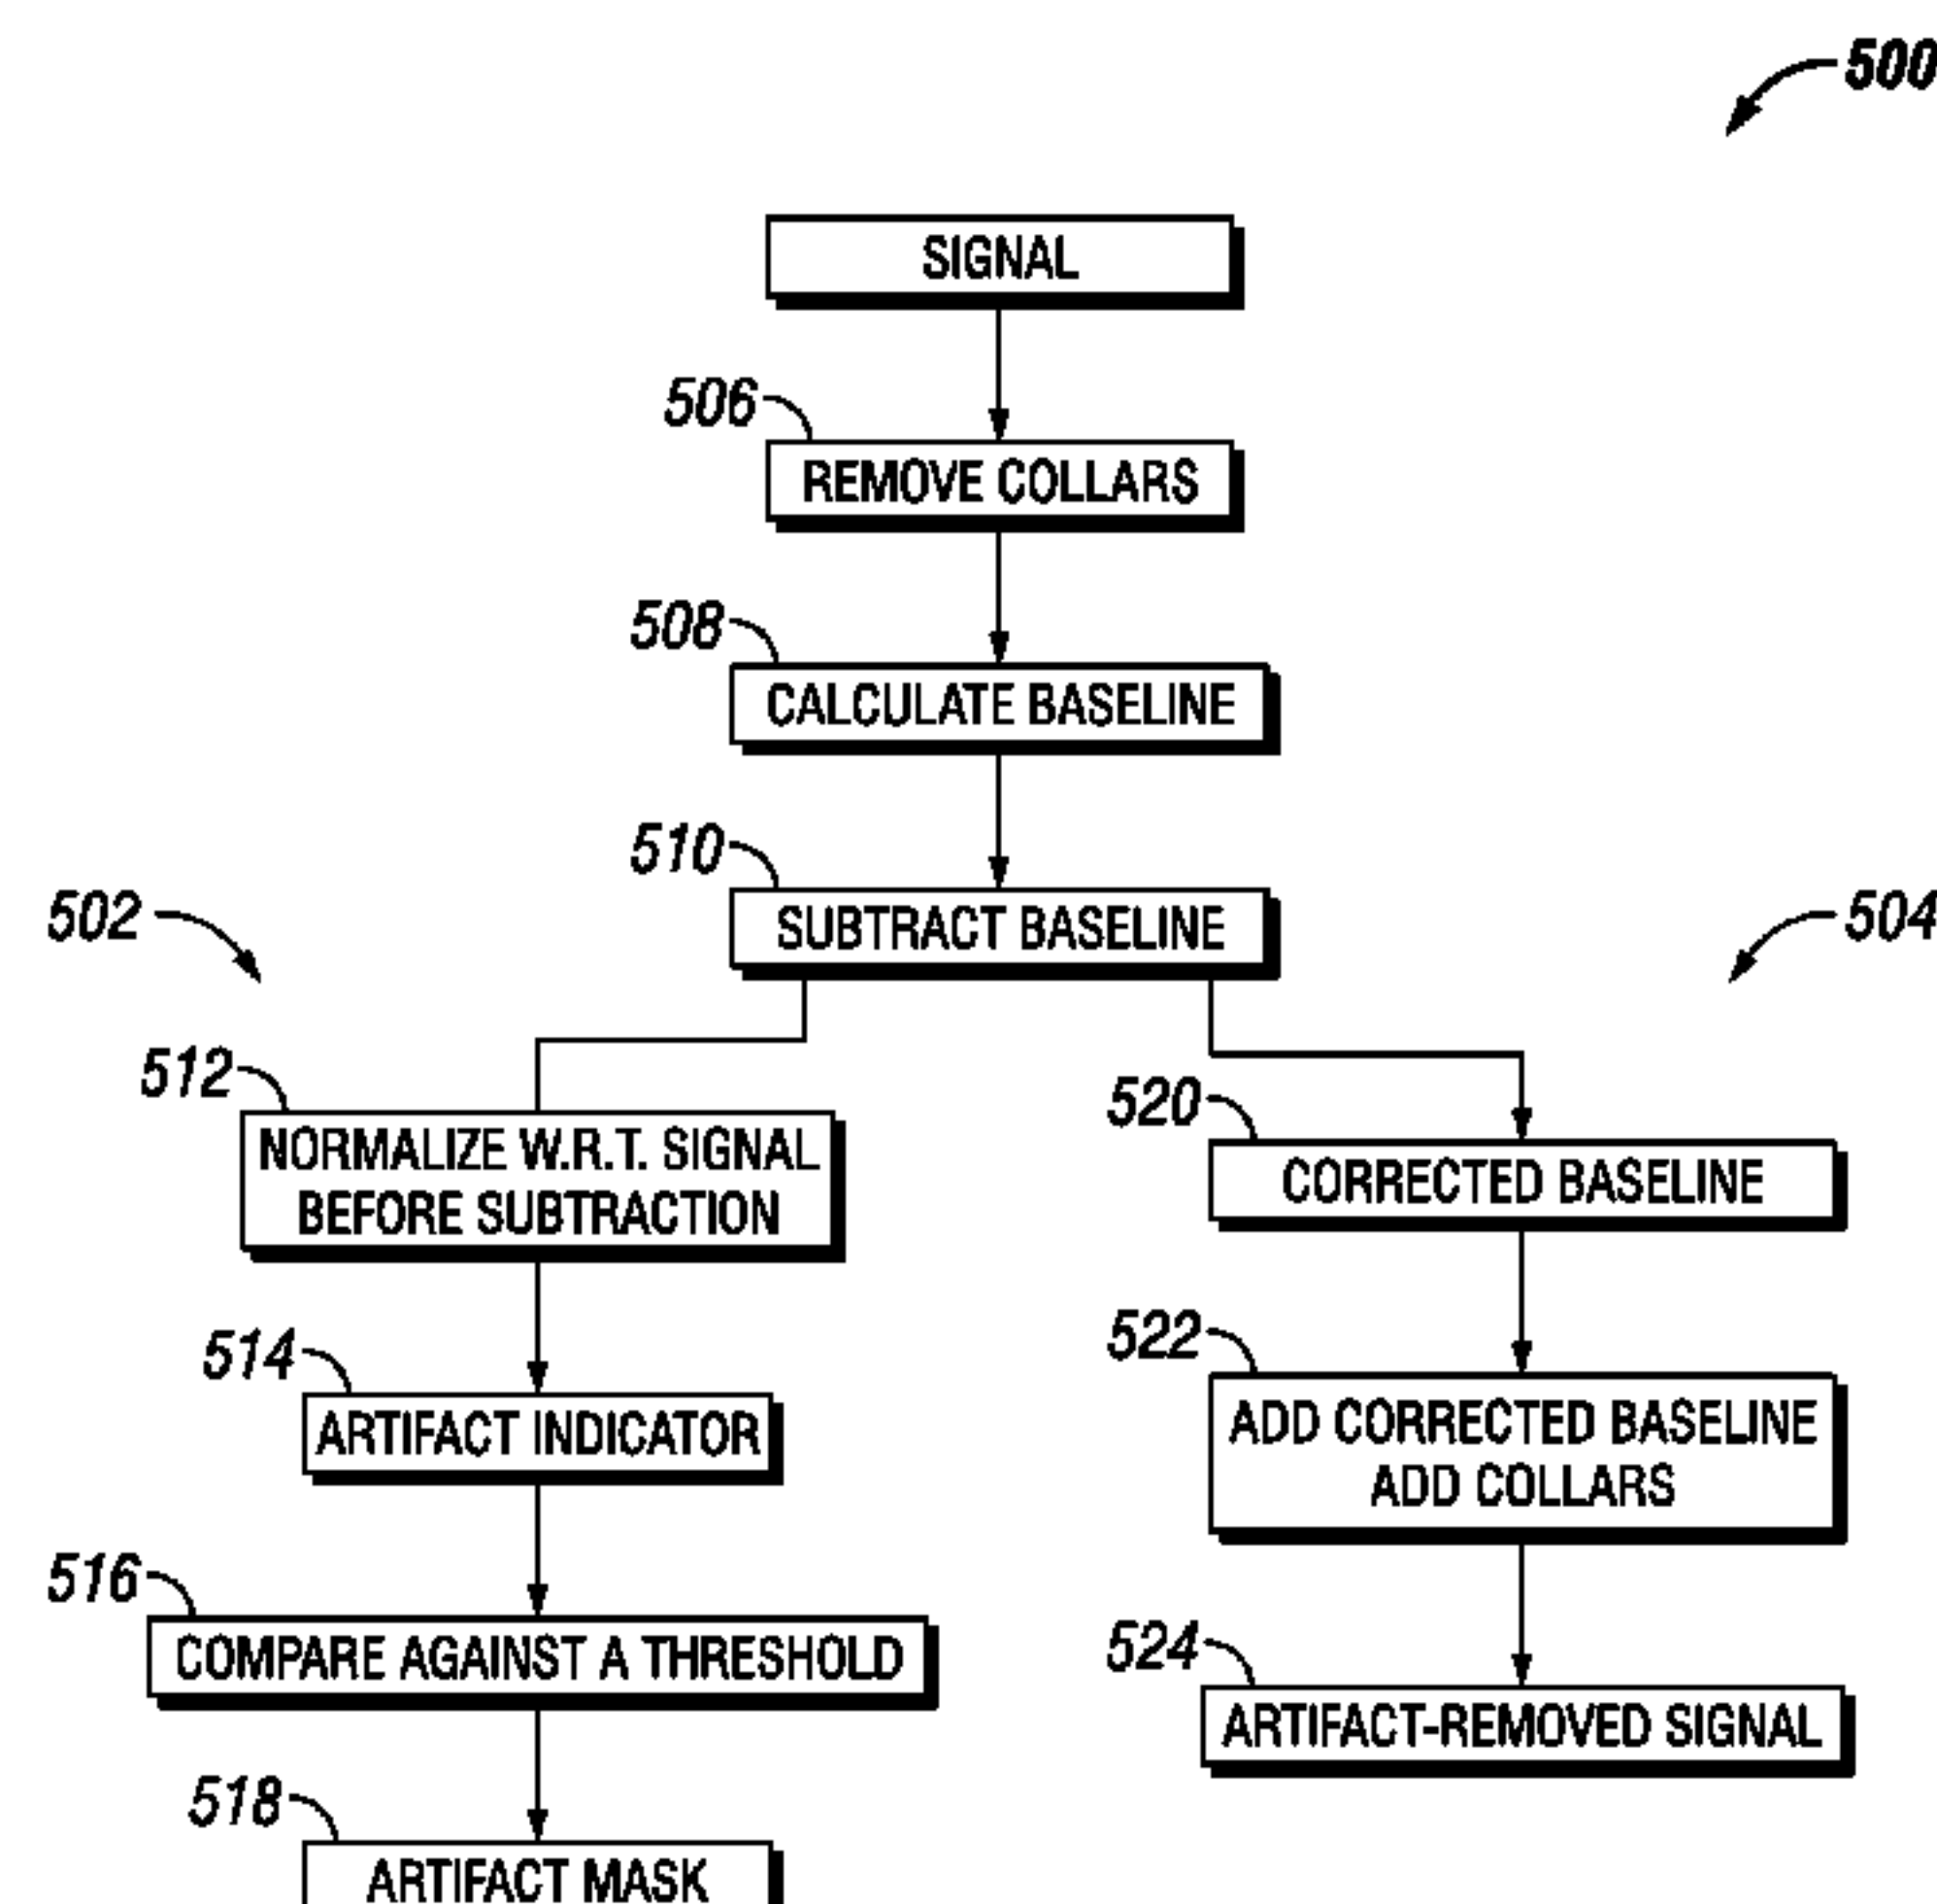 500
SIGNAL
506
REMOVE COLLARS
508
CALCULATE BASELINE
510
SUBTRACT BASELINE
502
504
512
NORMALIZE W.R.T. SIGNAL
BEFORE SUBTRACTION
514
ARTIFACT INDICATOR
516
COMPARE AGAINST A THRESHOLD
518
ARTIFACT MASK
520
CORRECTED BASELINE
522
ADD CORRECTED BASELINE
ADD COLLARS
524
ARTIFACT-REMOVED SIGNAL